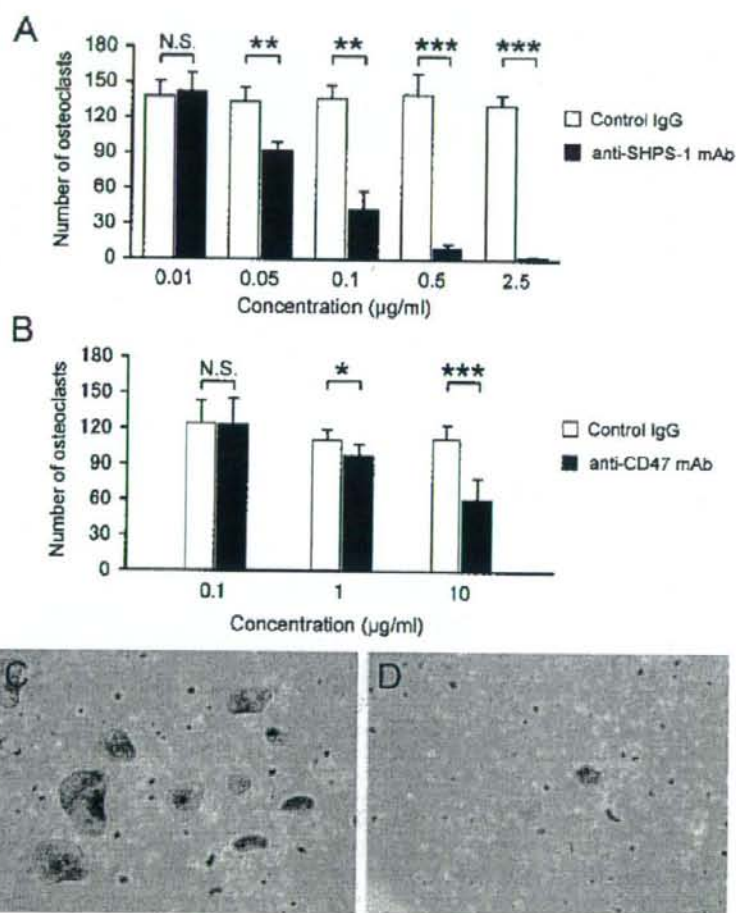 A
N.S. ** ** *** ***
180
150
120
90
60
30
0
Number of osteoclasts
0.01 0.05 0.1 0.5 2.5
Concentration (µg/ml)
Control IgG
anti-SHPS-1 mAb
B
N.S. * ***
180
150
120
90
60
30
0
Number of osteoclasts
0.1 1 10
Concentration (µg/ml)
Control IgG
anti-CD47 mAb
C D